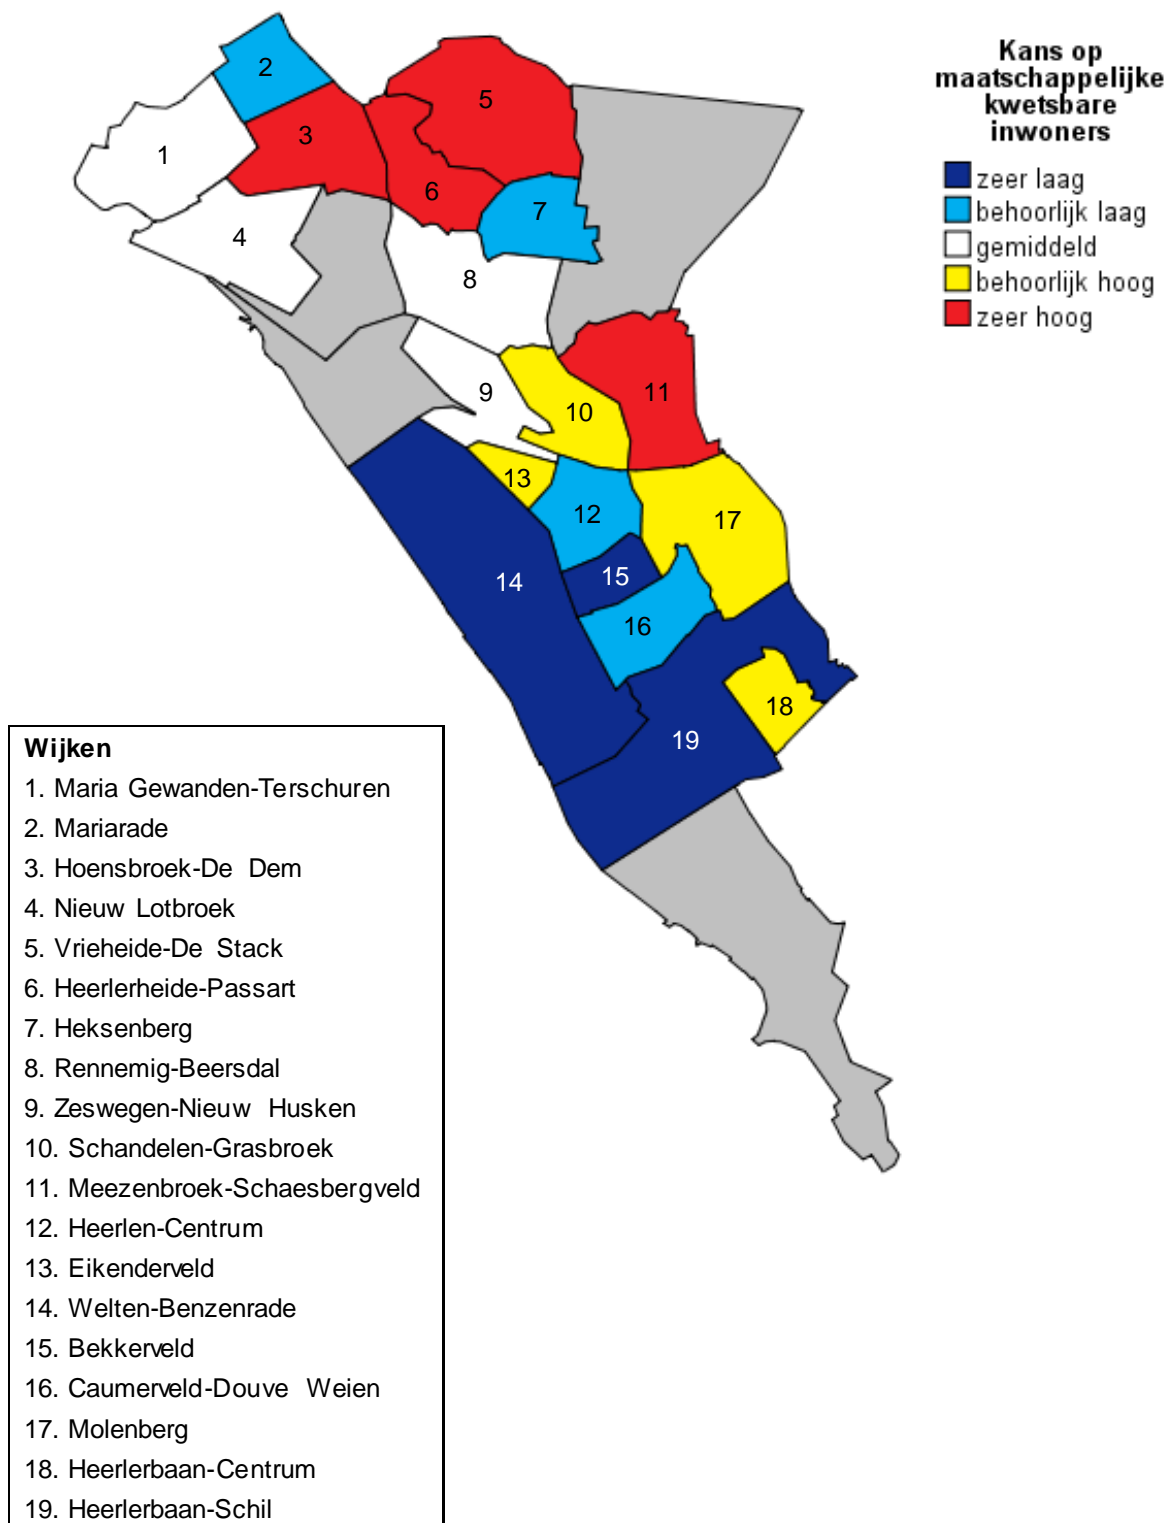 Kans op
maatschappelijke
kwetsbare
inwoners
zeer laag
behoorlijk laag
gemiddeld
behoorlijk hoog
zeer hoog
2
5
3
1
6
7
4
8
9
10
11
13
12
17
14
15
16
18
19
Wijken
1. Maria Gewanden-Terschuren
2. Mariarade
3. Hoensbroek-De Dem
4. Nieuw Lotbroek
5. Vrieheide-De Stack
6. Heerlerheide-Passart
7. Heksenberg
8. Rennemig-Beersdal
9. Zeswegen-Nieuw Husken
10. Schandelen-Grasbroek
11. Meezenbroek-Schaesbergveld
12. Heerlen-Centrum
13. Eikenderveld
14. Welten-Benzenrade
15. Bekkerveld
16. Caumerveld-Douve Weien
17. Molenberg
18. Heerlerbaan-Centrum
19. Heerlerbaan-Schil